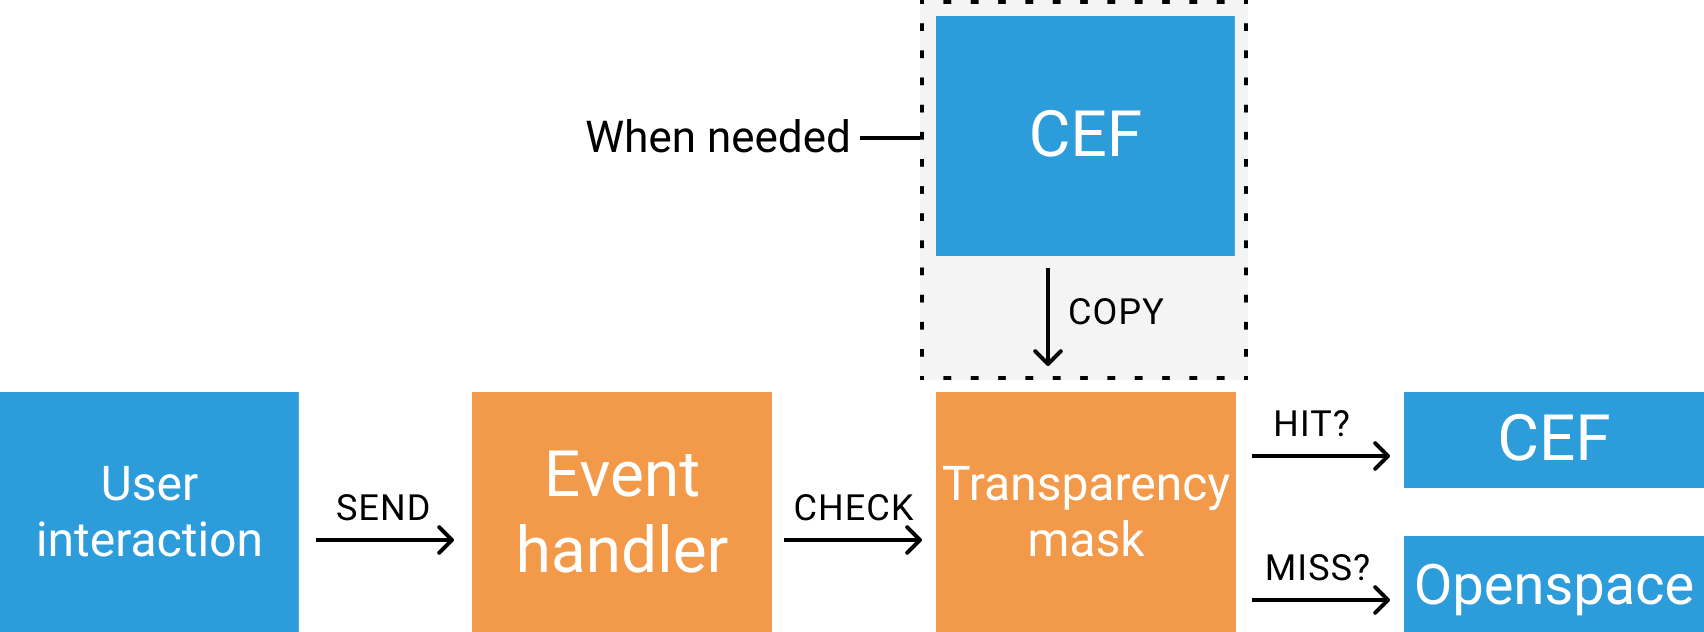 When needed
CEF
COPY
User
interaction
SEND
Event
handler
CHECK
Transparency
mask
HIT?
CEF
MISS?
Openspace